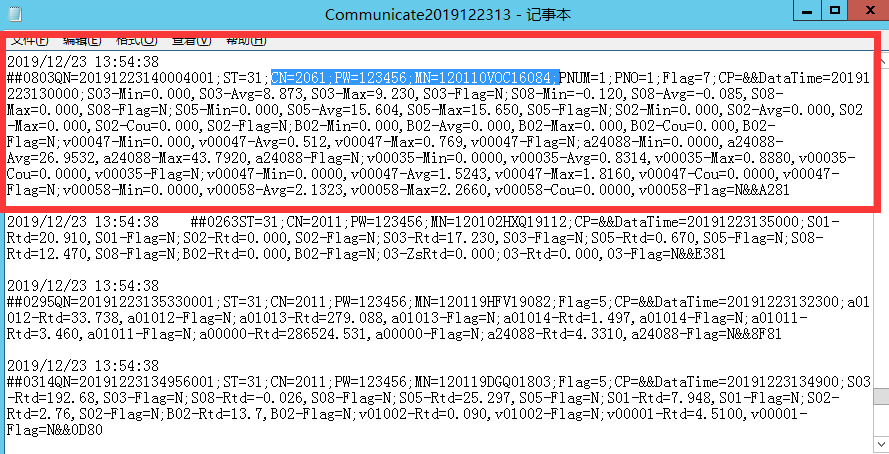 Communicate2019122313 - 记事本
文件(F) 编辑(E) 格式(O) 查看(V) 帮助(H)
2019/12/23 13:54:38
##0803QN=20191223140004001;ST=31;CN=2061;PW=123456;MN=120110VOC16084;PNUM=1;PNO=1;Flag=7;CP=&&DataTime=20191
223130000;S03-Min=0.000,S03-Avg=8.873,S03-Max=9.230,S03-Flag=N;S08-Min=-0.120,S08-Avg=-0.085,S08-
Max=0.000,S08-Flag=N;S05-Min=0.000,S05-Avg=15.604,S05-Max=15.650,S05-Flag=N;S02-Min=0.000,S02-Avg=0.000,S02
-Max=0.000,S02-Cou=0.000,S02-Flag=N;B02-Min=0.000,B02-Avg=0.000,B02-Max=0.000,B02-Cou=0.000,B02-
Flag=N;v00047-Min=0.000,v00047-Avg=0.512,v00047-Max=0.769,v00047-Flag=N;a24088-Min=0.0000,a24088-
Avg=26.9532,a24088-Max=43.7920,a24088-Flag=N;v00035-Min=0.0000,v00035-Avg=0.8314,v00035-Max=0.8880,v00035-
Cou=0.0000,v00035-Flag=N;v00047-Min=0.0000,v00047-Avg=1.5243,v00047-Max=1.8160,v00047-Cou=0.0000,v00047-
Flag=N;v00058-Min=0.0000,v00058-Avg=2.1323,v00058-Max=2.2660,v00058-Cou=0.0000,v00058-Flag=N&&A281
2019/12/23 13:54:38 ##0263ST=31;CN=2011;PW=123456;MN=120102HXQ19112;CP=&&DataTime=20191223135000;S01-
Rtd=20.910,S01-Flag=N;S02-Rtd=0.000,S02-Flag=N;S03-Rtd=17.230,S03-Flag=N;S05-Rtd=0.670,S05-Flag=N;S08-
Rtd=12.470,S08-Flag=N;B02-Rtd=0.000,B02-Flag=N;03-ZsRtd=0.000;03-Rtd=0.000,03-Flag=N&&E381
2019/12/23 13:54:38
##0295QN=20191223135330001;ST=31;CN=2011;PW=123456;MN=120119HFV19082;Flag=5;CP=&&DataTime=20191223132300;a01
012-Rtd=33.738,a01012-Flag=N;a01013-Rtd=279.088,a01013-Flag=N;a01014-Rtd=1.497,a01014-Flag=N;a01011-
Rtd=3.460,a01011-Flag=N;a00000-Rtd=286524.531,a00000-Flag=N;a24088-Rtd=4.3310,a24088-Flag=N&&8F81
2019/12/23 13:54:38
##0314QN=20191223134956001;ST=31;CN=2011;PW=123456;MN=120119DGQ01803;Flag=5;CP=&&DataTime=20191223134900;S03
-Rtd=192.68,S03-Flag=N;S08-Rtd=-0.026,S08-Flag=N;S05-Rtd=25.297,S05-Flag=N;S01-Rtd=7.948,S01-Flag=N;S02-
Rtd=2.76,S02-Flag=N;B02-Rtd=13.7,B02-Flag=N;v01002-Rtd=0.090,v01002-Flag=N;v00001-Rtd=4.5100,v00001-
Flag=N&&0D80